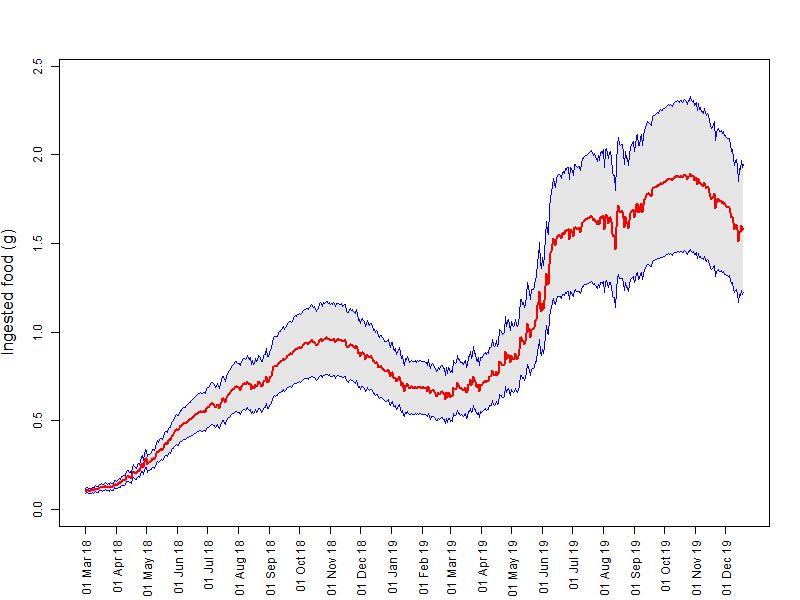 Ingested food (g)
2.5
2.0
1.5
1.0
0.5
0.0
01 Mar 18
01 Apr 18
01 May 18
01 Jun 18
01 Jul 18
01 Aug 18
01 Sep 18
01 Oct 18
01 Nov 18
01 Dec 18
01 Jan 19
01 Feb 19
01 Mar 19
01 Apr 19
01 May 19
01 Jun 19
01 Jul 19
01 Aug 19
01 Sep 19
01 Oct 19
01 Nov 19
01 Dec 19